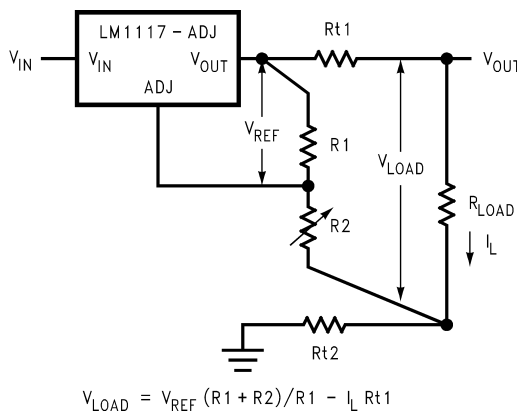 LM1117-ADJ
Rt1
V_IN
V_IN
V_OUT
V_OUT
ADJ
V_REF
R1
V_LOAD
R2
R_LOAD
I_L
Rt2
V_LOAD = V_REF (R1 + R2)/R1 - I_L Rt1